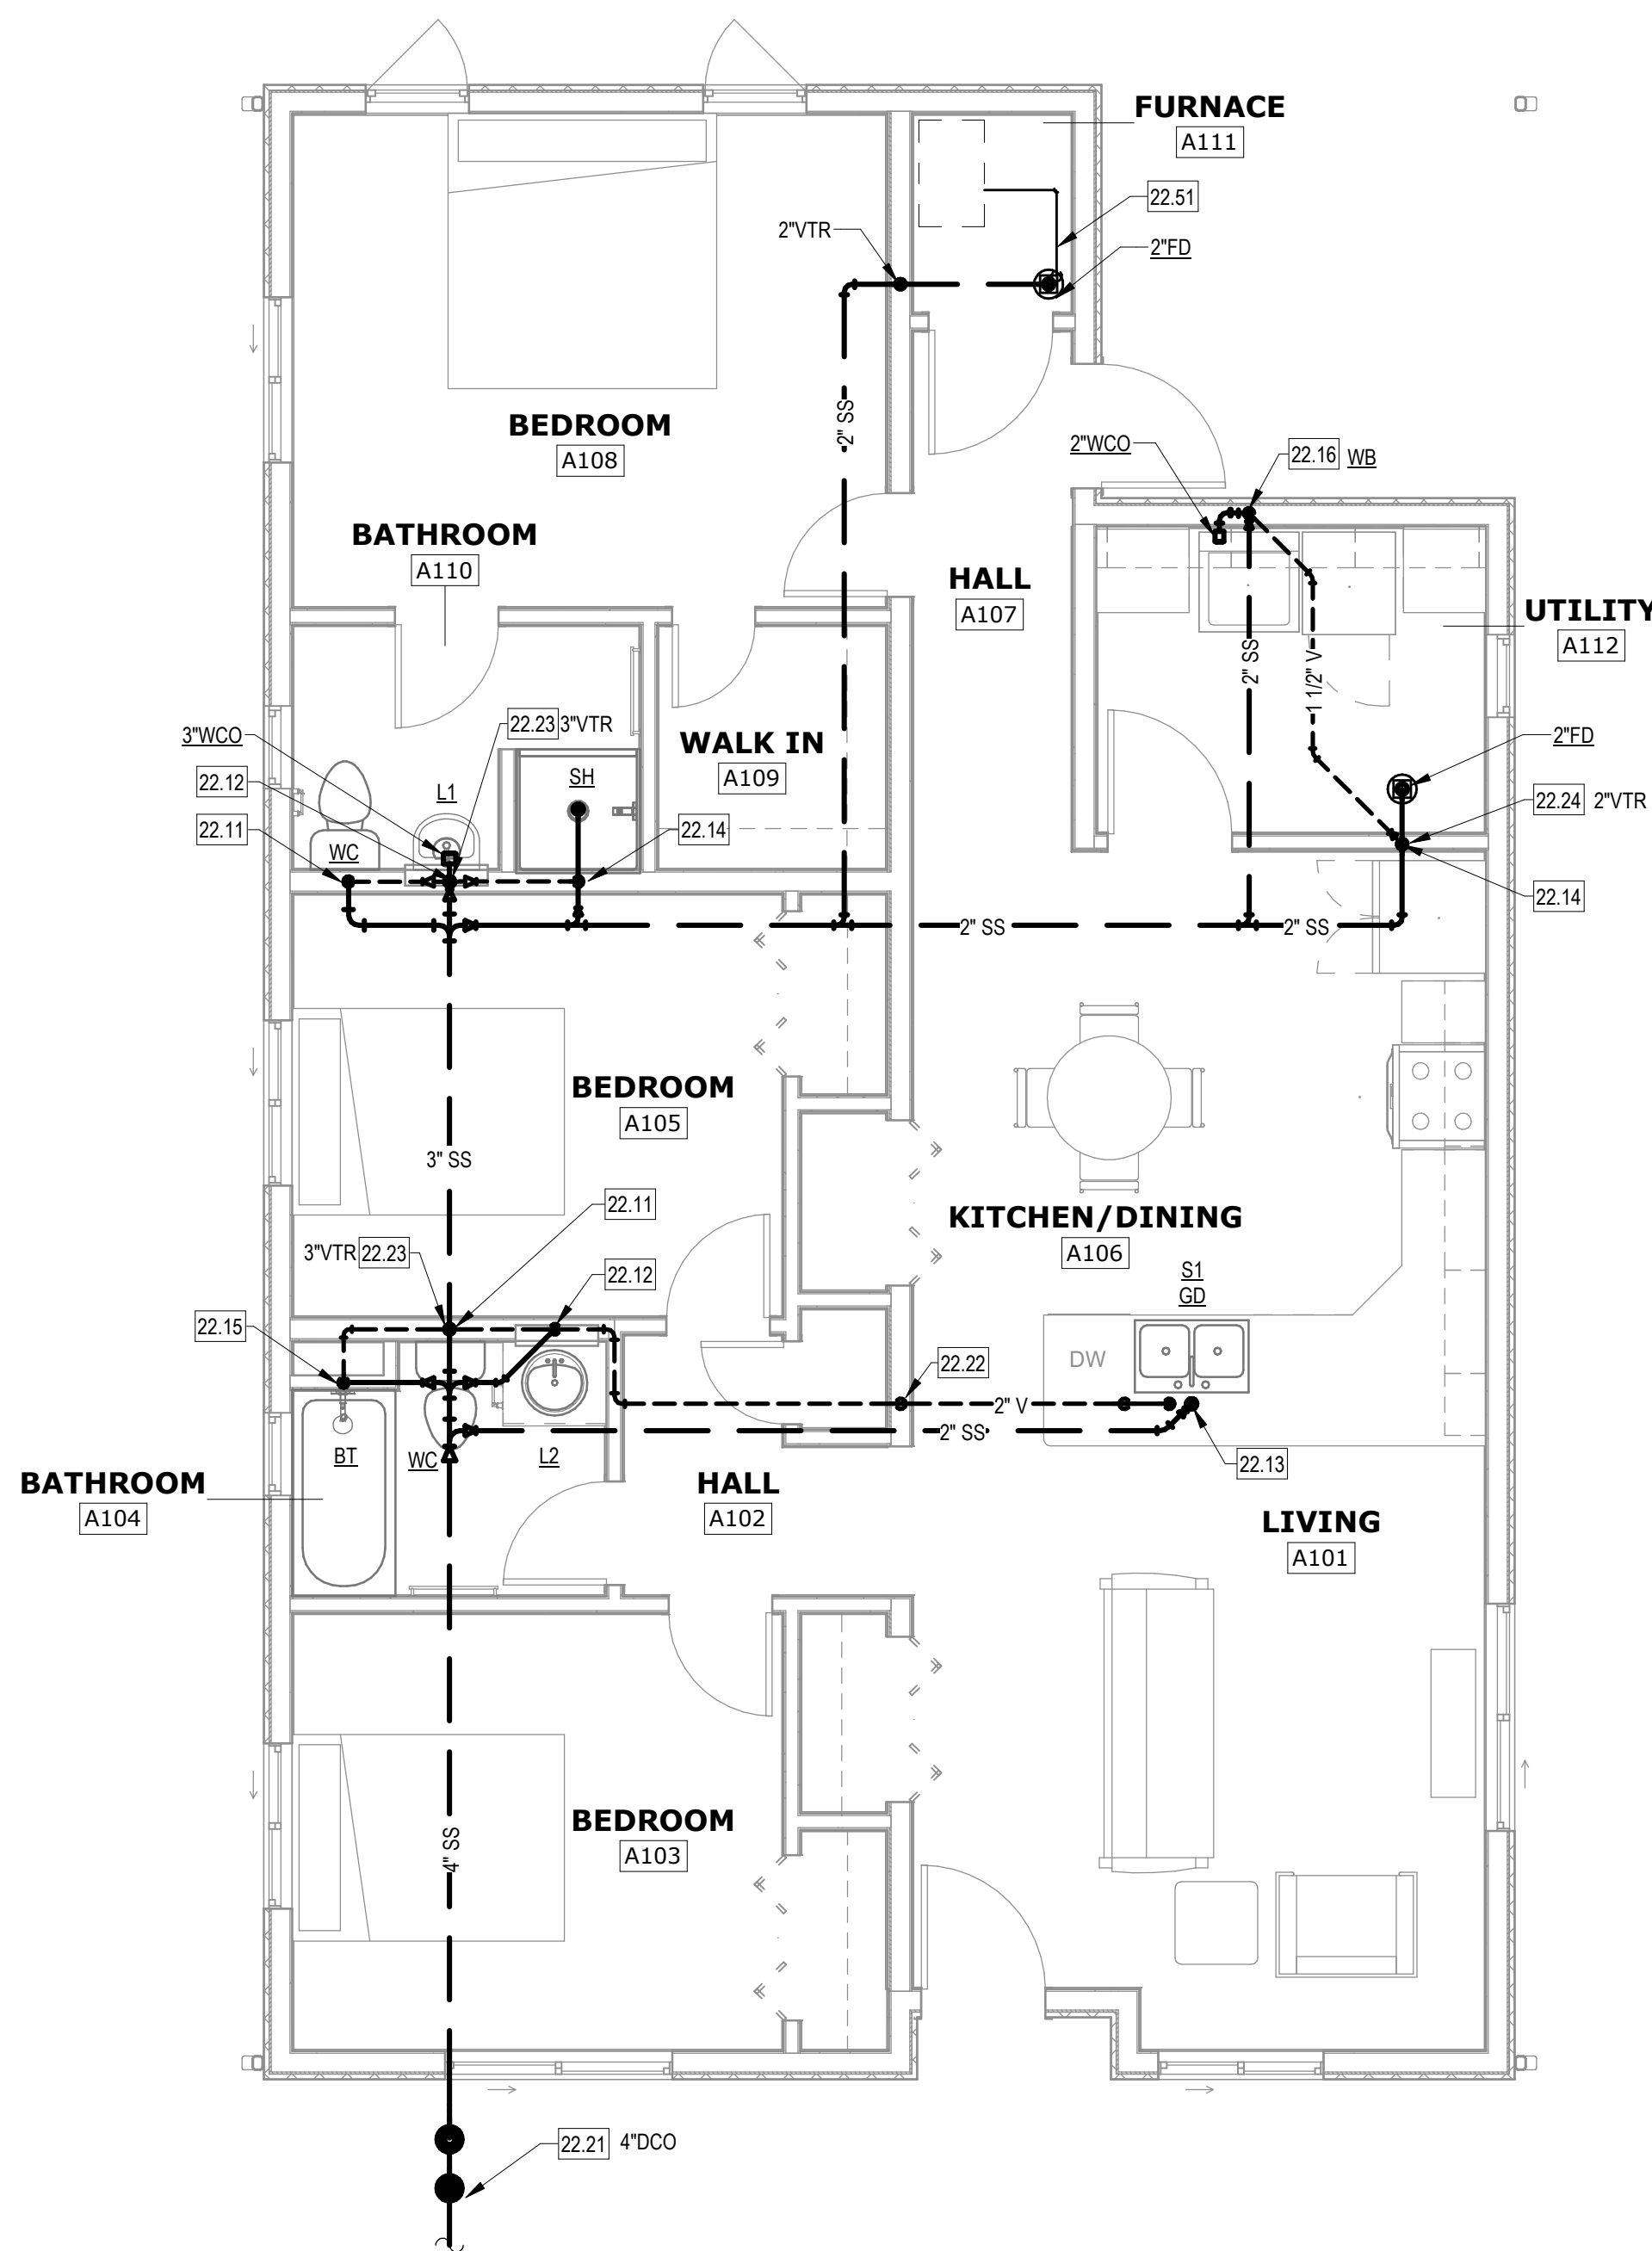 FURNACE
A111
22.51
2"VTR
2"FD
2" SS
BEDROOM
A108
2"WCO
22.16 WB
BATHROOM
A110
HALL
A107
UTILITY
A112
2" SS
1 1/2" V
22.23 3"VTR
3"WCO
2"FD
WALK IN
A109
22.12
L1
SH
22.24 2"VTR
22.11
WC
22.14
22.14
2" SS
2" SS
BEDROOM
A105
3" SS
22.11
KITCHEN/DINING
A106
3"VTR 22.23
22.12
S1
GD
22.15
22.22
DW
2" V
2" SS
BT
WC
L2
22.13
BATHROOM
A104
HALL
A102
LIVING
A101
BEDROOM
A103
4" SS
22.21 4"DCO